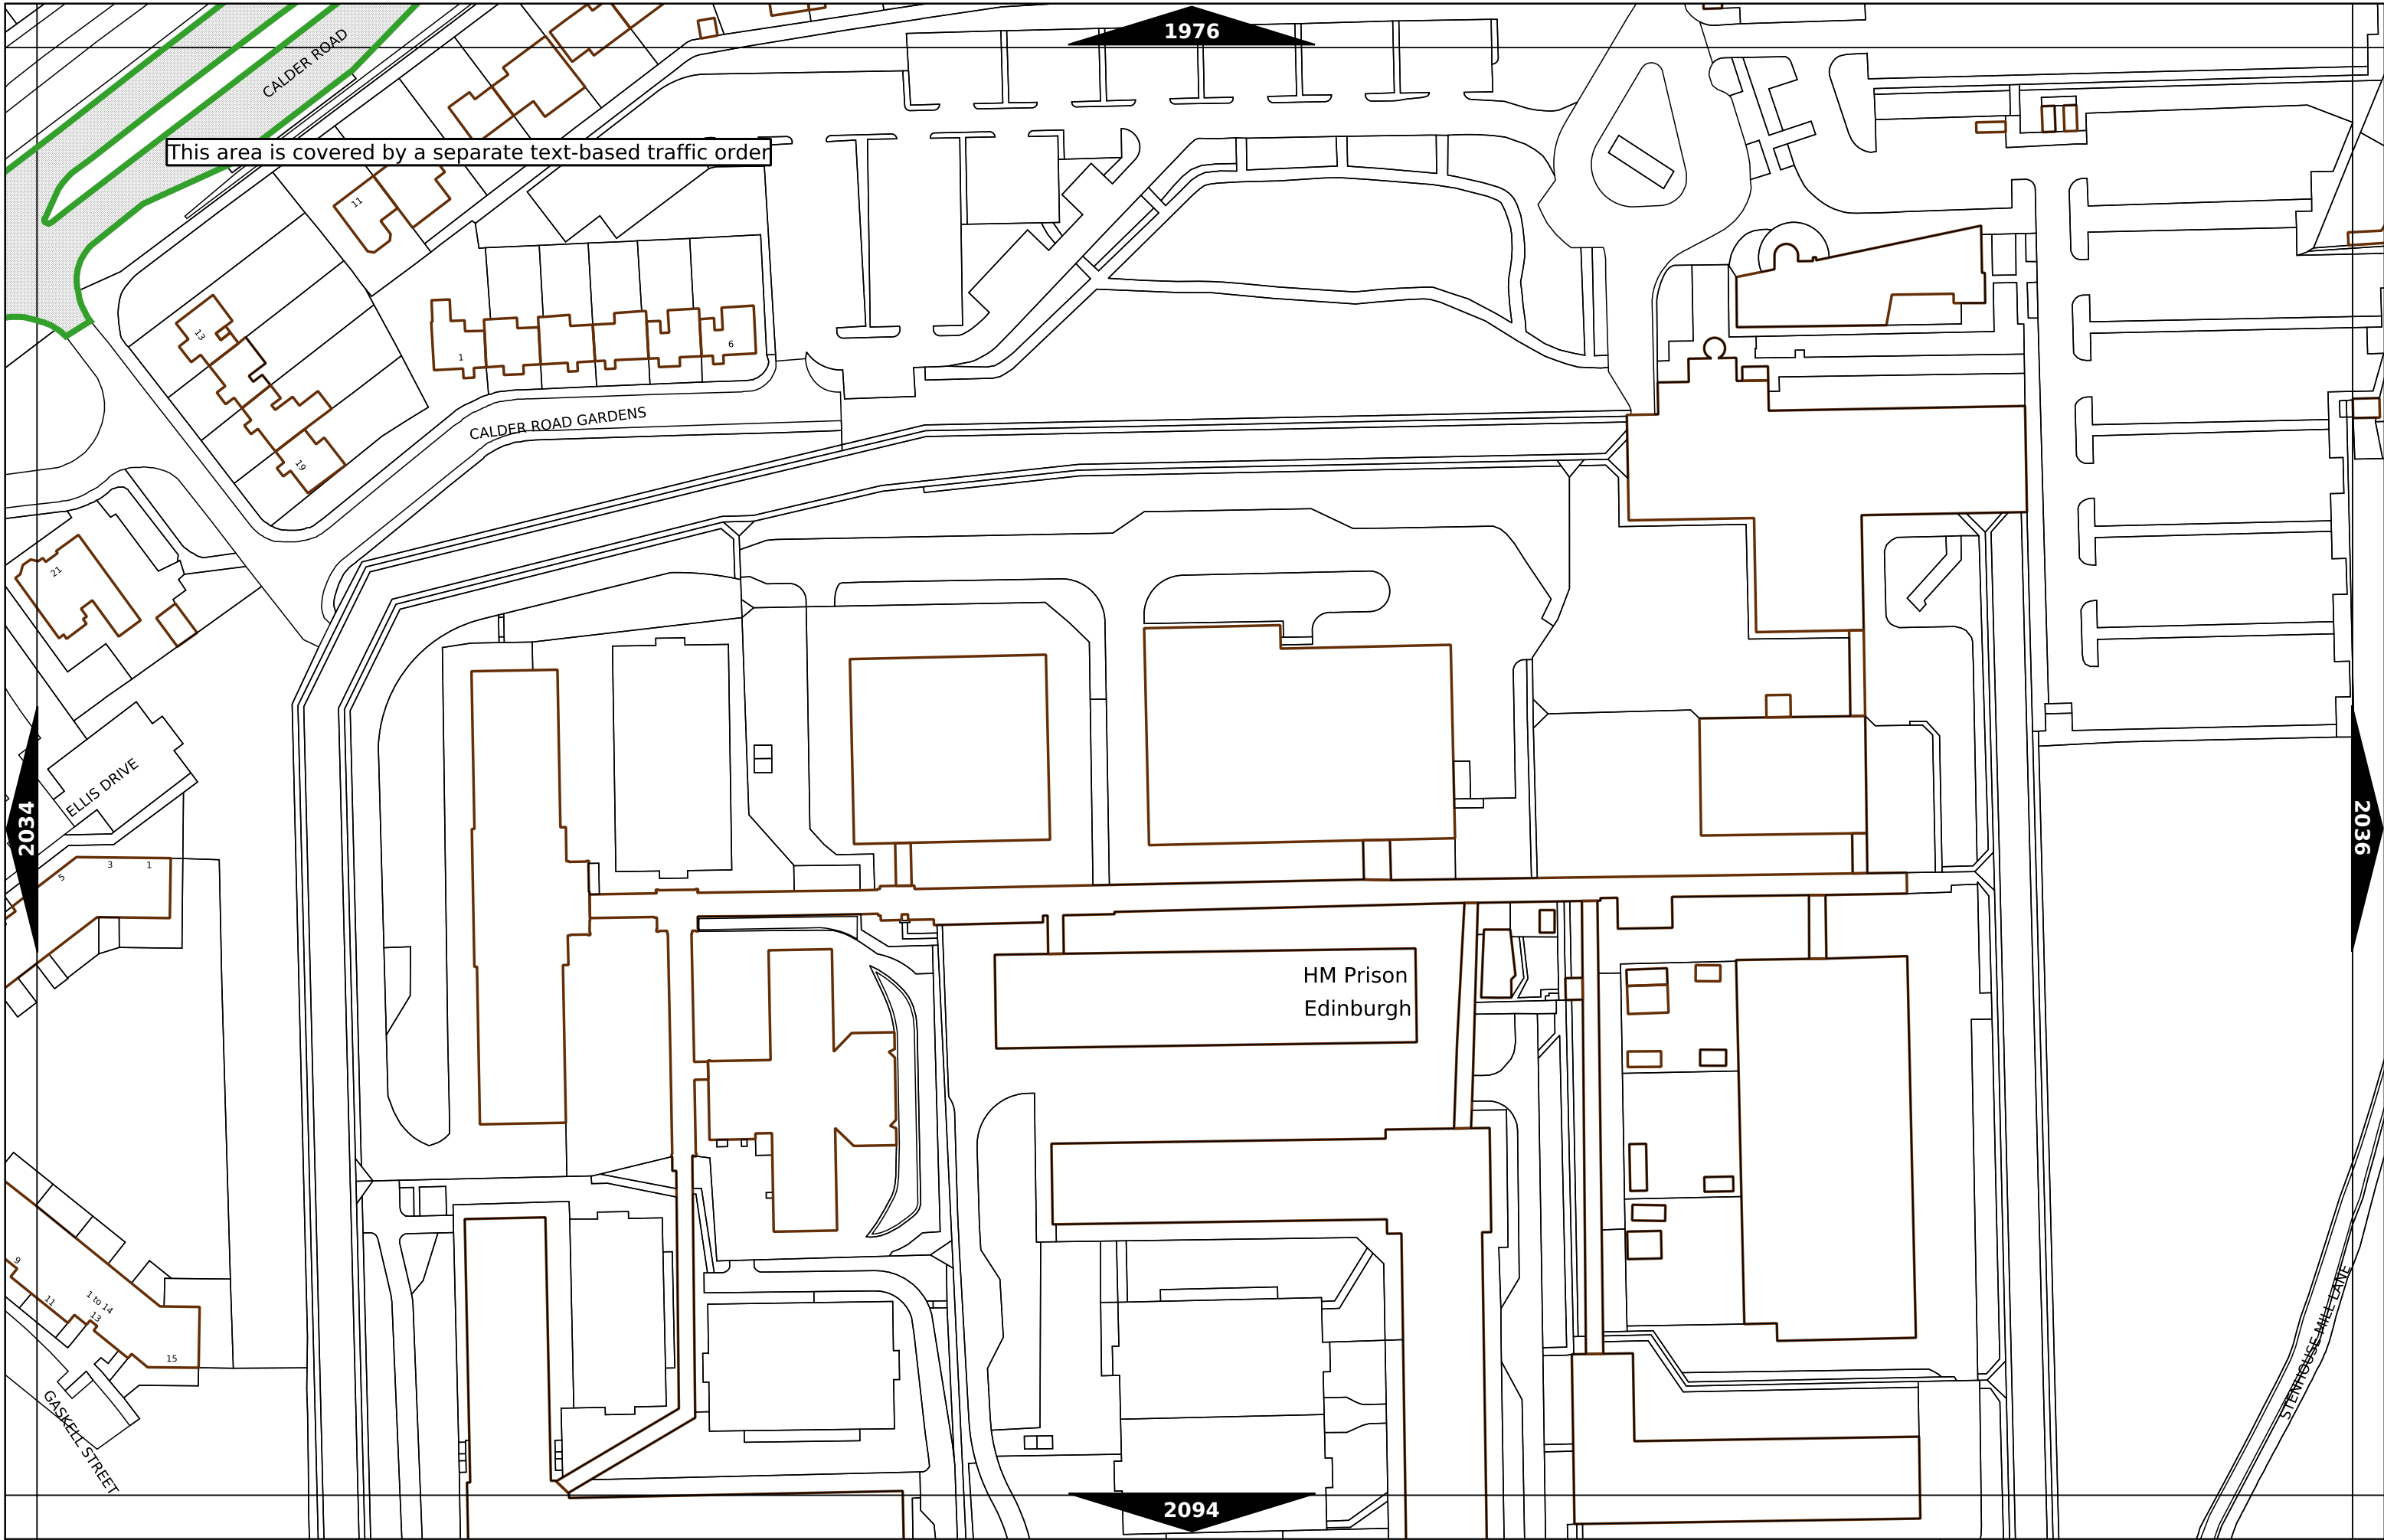 1976
CALDER ROAD
This area is covered by a separate text-based traffic order
11
13
1
6
CALDER ROAD GARDENS
19
21
ELLIS DRIVE
2034
2036
5
3
1
HM Prison
Edinburgh
9
11
1 to 14
13
15
GASKELL STREET
STENHOUSE MILL LANE
2094